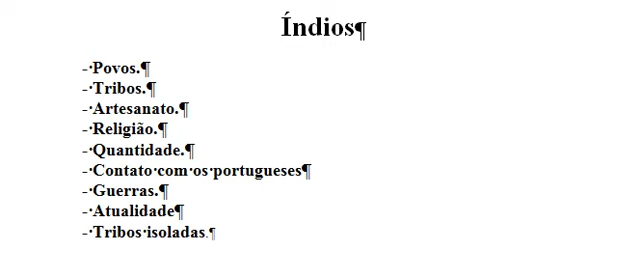 Índios¶
-·Povos.¶
-·Tribos.¶
-·Artesanato.¶
-·Religião.¶
-·Quantidade.¶
-·Contato·com·os·portugueses¶
-·Guerras.¶
-·Atualidade¶
-·Tribos·isoladas.¶